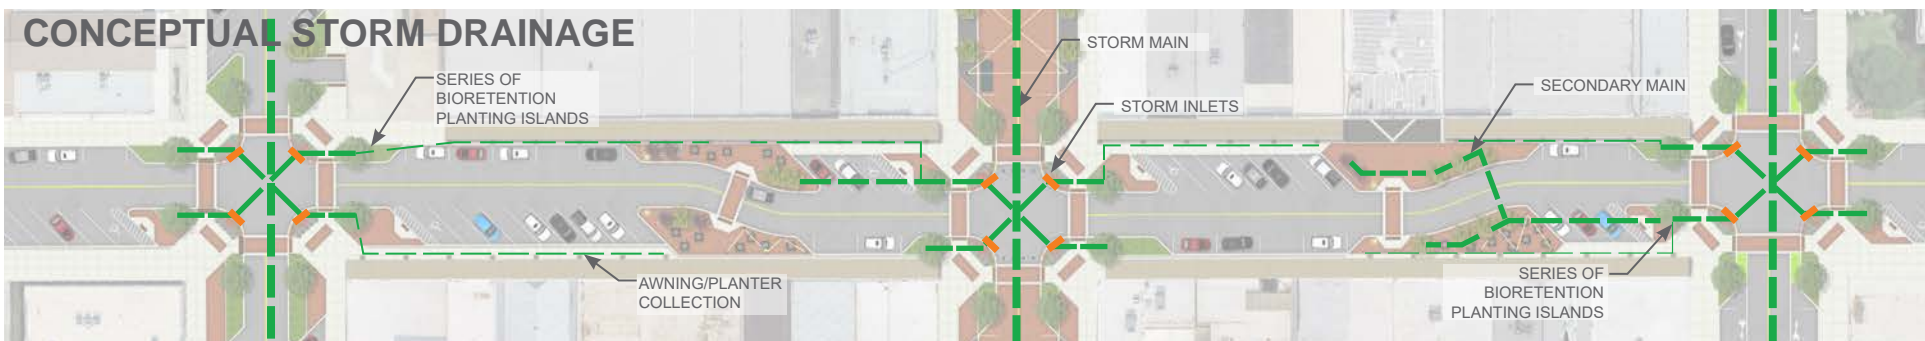 CONCEPTUAL STORM DRAINAGE
SERIES OF
BIORETENTION
PLANTING ISLANDS
STORM MAIN
STORM INLETS
SECONDARY MAIN
AWNING/PLANTER
COLLECTION
SERIES OF
BIORETENTION
PLANTING ISLANDS